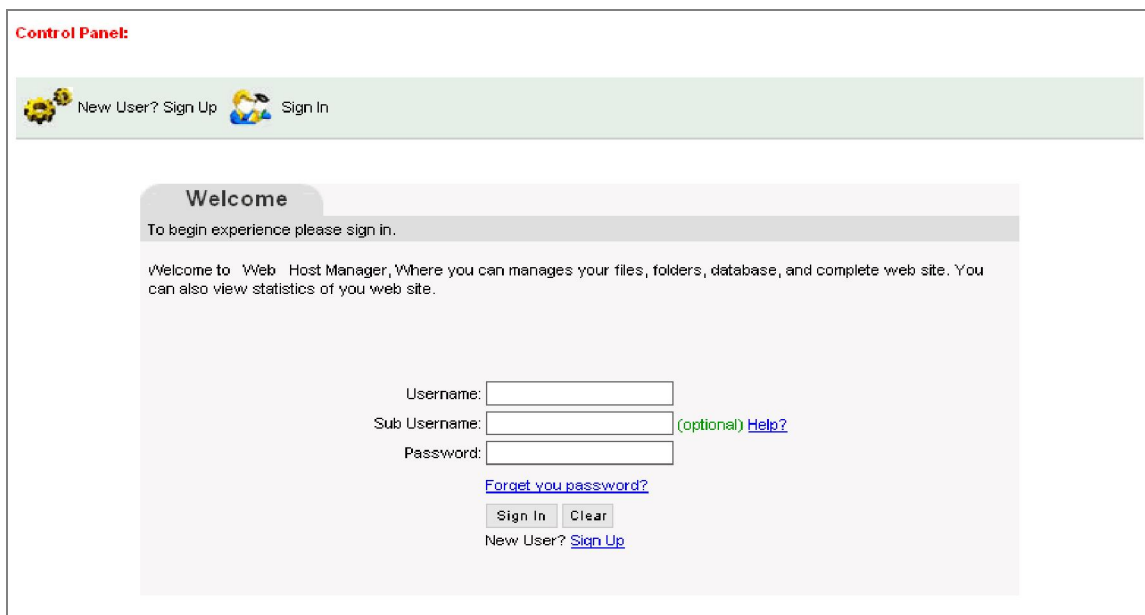 Control Panel:
New User? Sign Up Sign In
Welcome
To begin experience please sign in.
Welcome to Web Host Manager, Where you can manages your files, folders, database, and complete web site. You
can also view statistics of you web site.
Username:
Sub Username: (optional) Help?
Password:
Forget you password?
Sign In Clear
New User? Sign Up